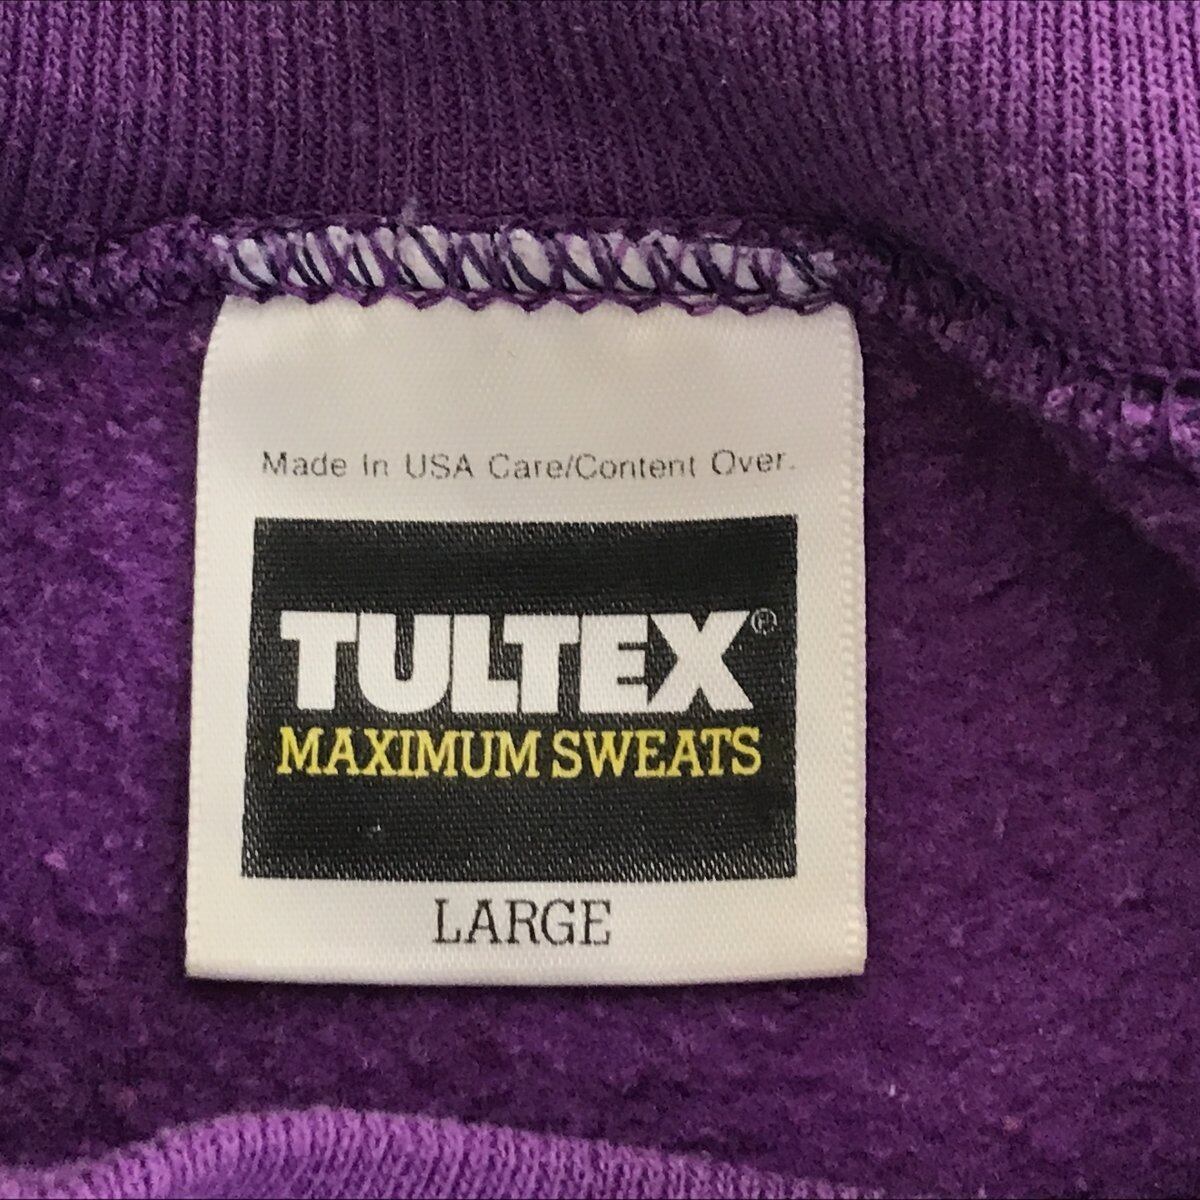 Made In USA Care/Content Over.
TULTEX®
MAXIMUM SWEATS
LARGE